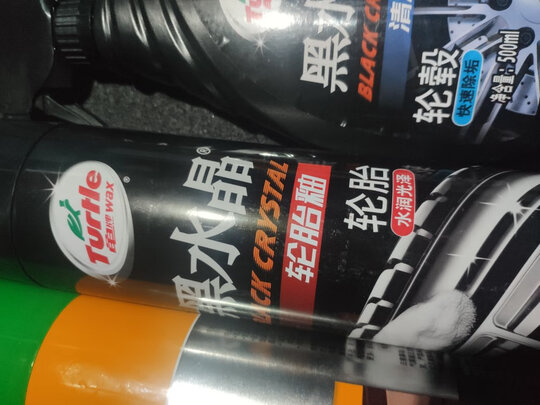 黑水
BLACK CR
清
轮毂
快速除垢
净含量:500ml
Turtle
龟牌 wax
黑水晶®
BLACK CRYSTAL
轮胎釉
轮胎
水润光泽